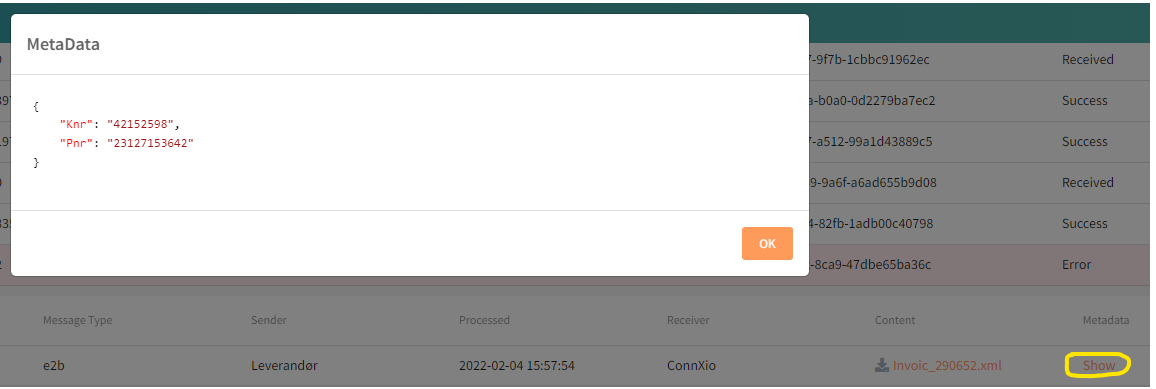 MetaData
{
"Knr": "42152598",
"Pnr": "23127153642"
}
OK
7-9f7b-1cbbc91962ec Received
a-b0a0-0d2279ba7ec2 Success
7-a512-99a1d43889c5 Success
9-9a6f-a6ad655b9d08 Received
4-82fb-1adb00c40798 Success
-8ca9-47dbe65ba36c Error
Message Type Sender Processed Receiver Content Metadata
e2b Leverandør 2022-02-04 15:57:54 ConnXio Invoic_290652.xml Show